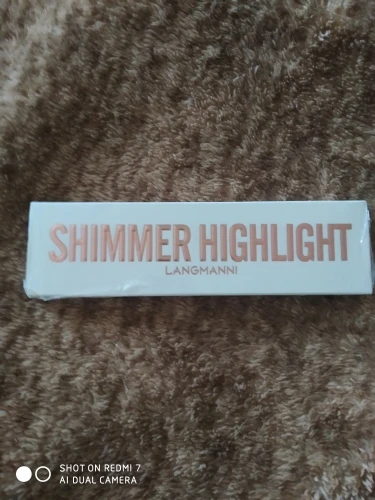 SHIMMER HIGHLIGHT
LANGMANNI
SHOT ON REDMI 7
AI DUAL CAMERA